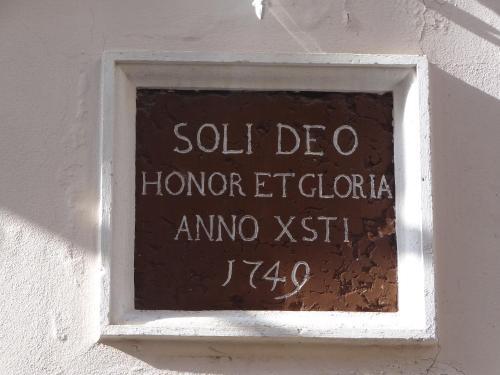 SOLI DEO
HONOR ET GLORIA
ANNO XSTI
1749